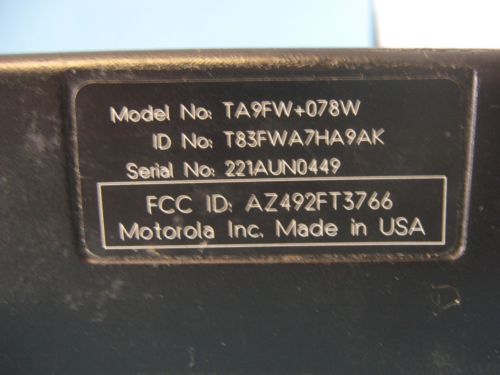 Model No: TA9FW+078W
ID No: T83FWA7HA9AK
Serial No: 221AUN0449
FCC ID: AZ492FT3766
Motorola Inc. Made in USA